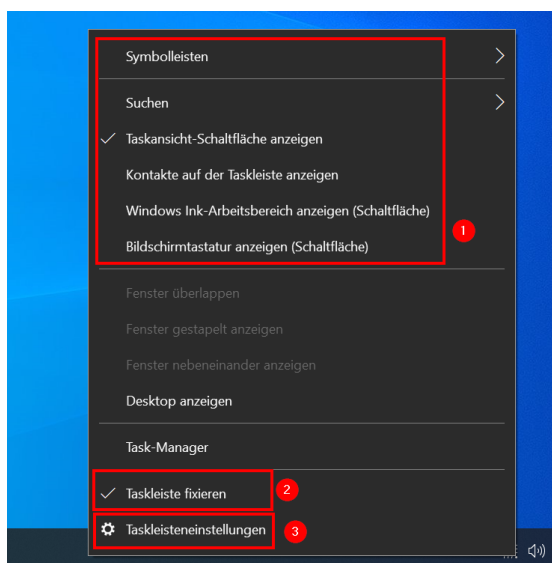 Symbolleisten
Suchen
Taskansicht-Schaltfläche anzeigen
Kontakte auf der Taskleiste anzeigen
Windows Ink-Arbeitsbereich anzeigen (Schaltfläche)
1
Bildschirmtastatur anzeigen (Schaltfläche)
Fenster überlappen
Fenster gestapelt anzeigen
Fenster nebeneinander anzeigen
Desktop anzeigen
Task-Manager
Taskleiste fixieren 2
Taskleisteneinstellungen 3